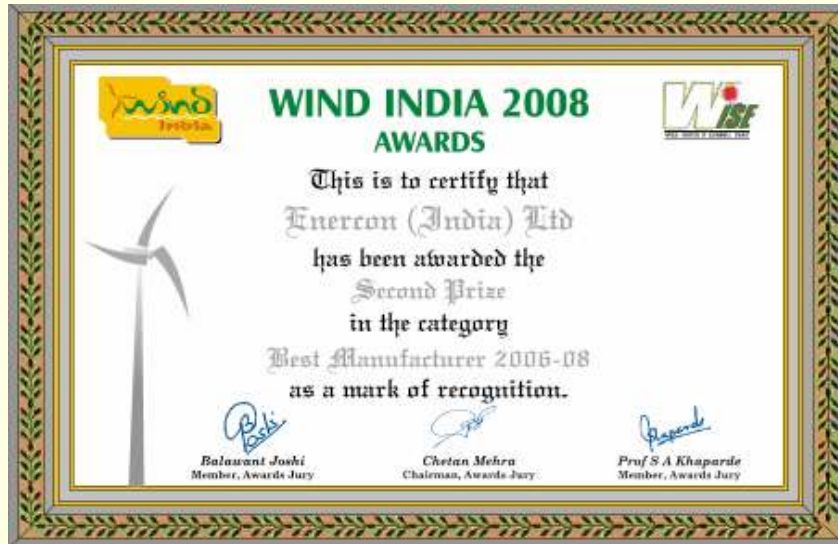 wind
India
WIND INDIA 2008
AWARDS
WISE
This is to certify that
Enercon (India) Ltd
has been awarded the
Second Prize
in the category
Best Manufacturer 2006-08
as a mark of recognition.
Balawant Joshi
Member, Awards Jury
Chetan Mehra
Chairman, Awards Jury
Prof S A Khaparde
Member, Awards Jury